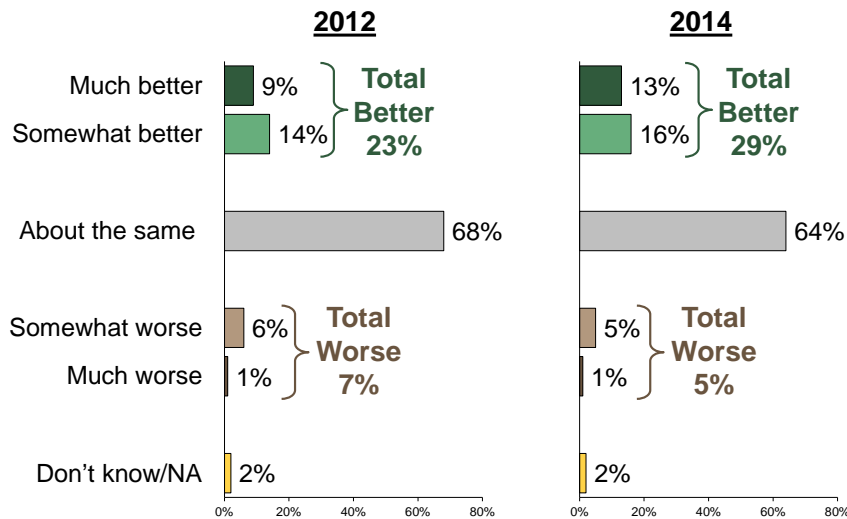 2012 2014
Much better 9% 13%
Somewhat better 14% 16%
Total
Better
23%
Total
Better
29%
About the same 68% 64%
Somewhat worse 6% 5%
Much worse 1% 1%
Total
Worse
7%
Total
Worse
5%
Don't know/NA 2% 2%
0% 20% 40% 60% 80% 0% 20% 40% 60% 80%